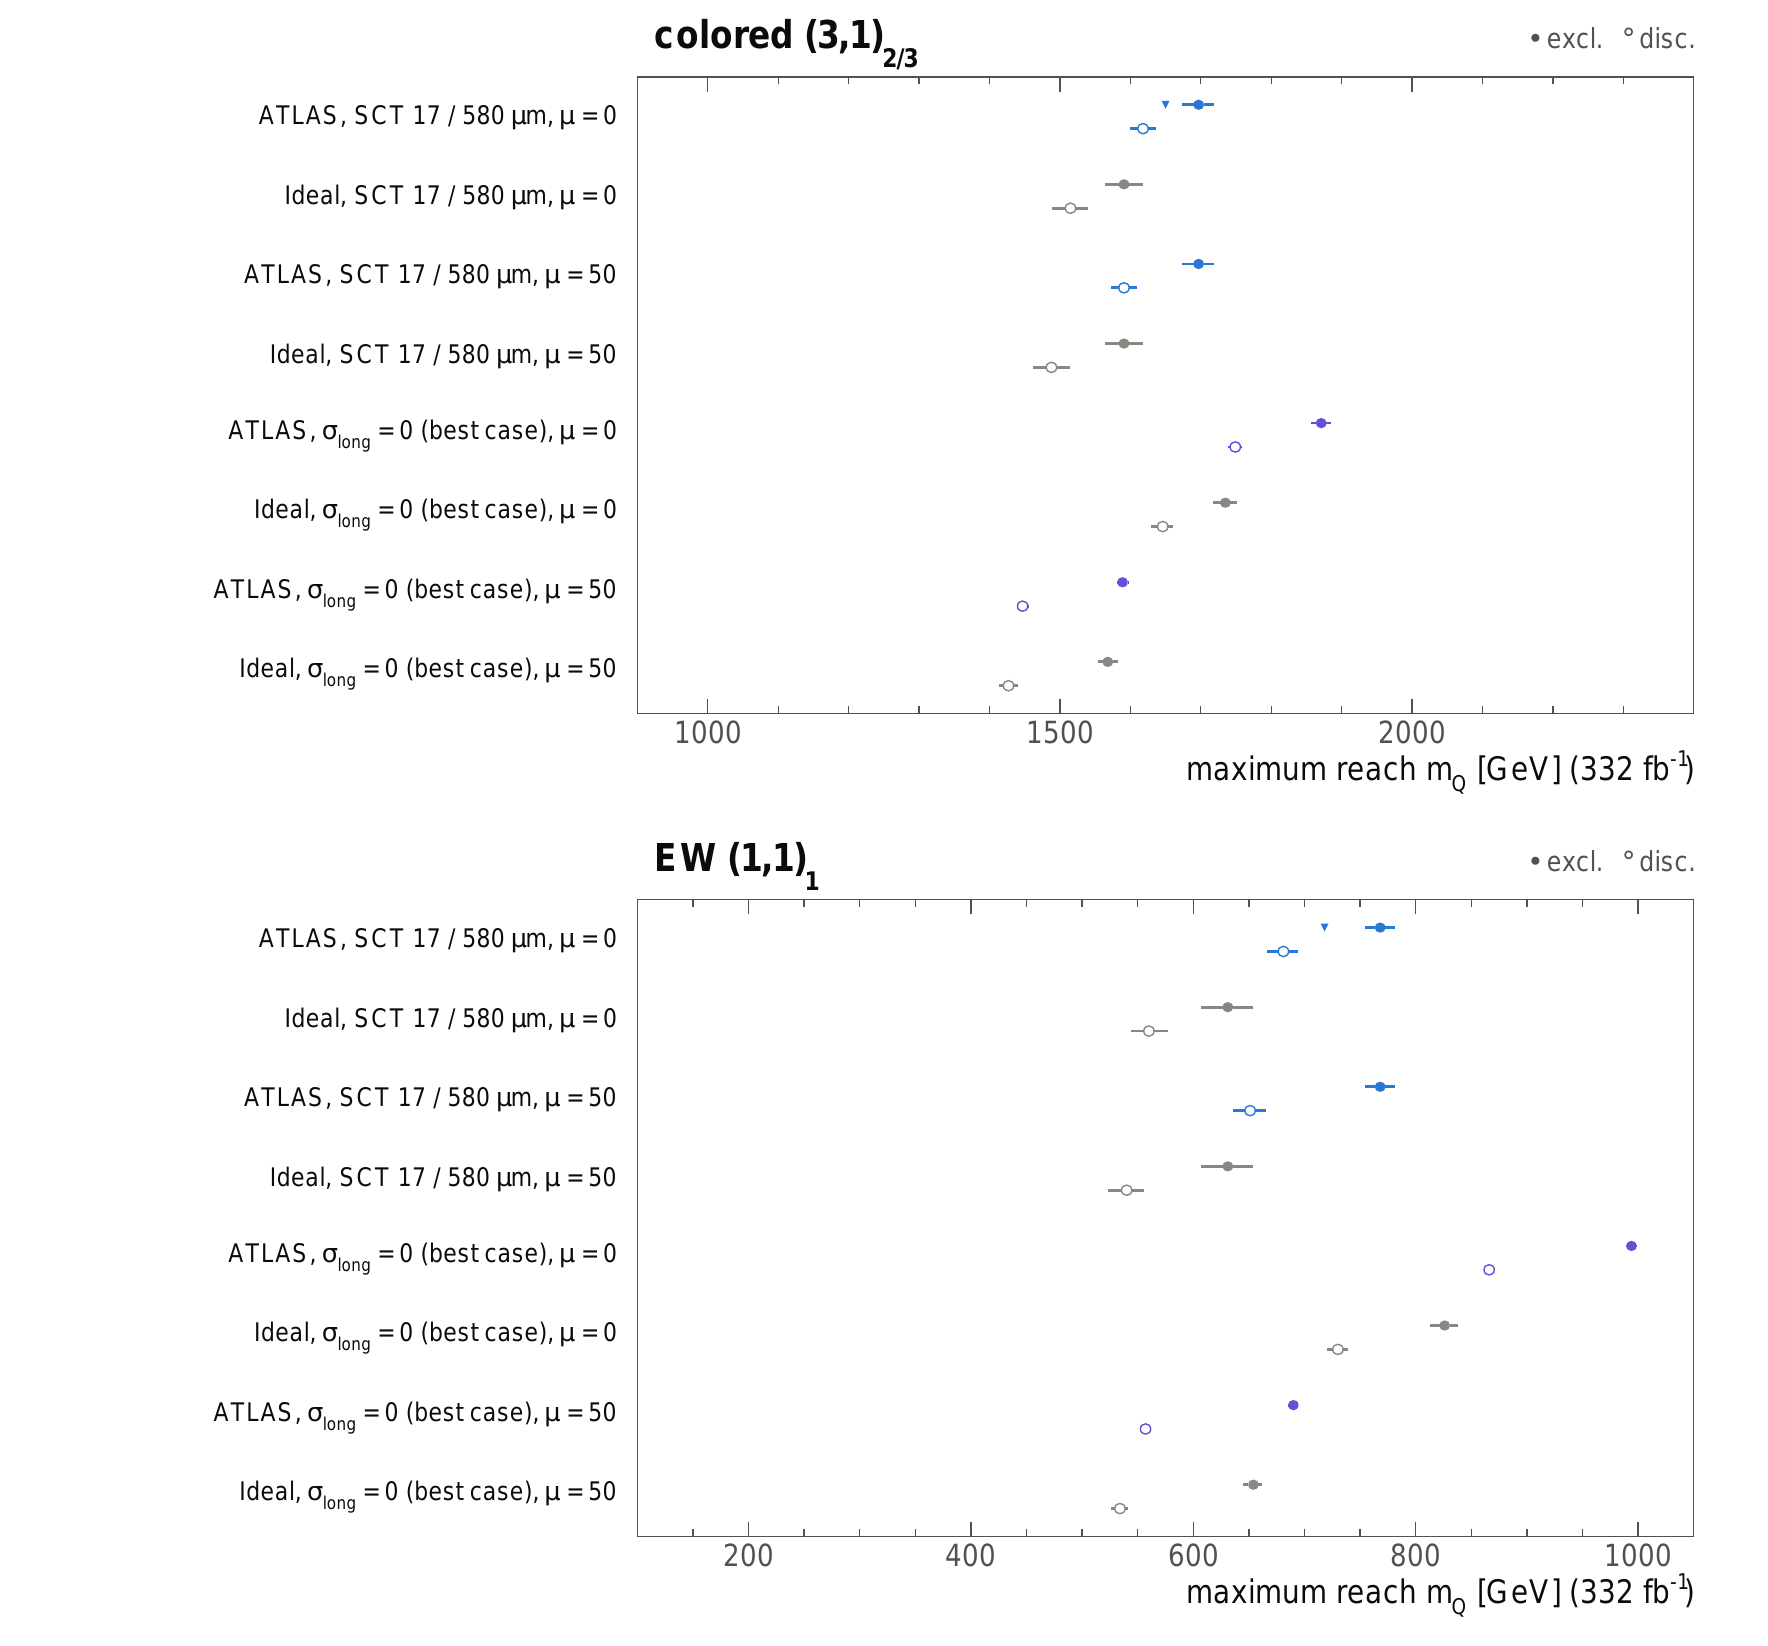 colored (3,1)2/3
• excl. ° disc.
ATLAS, SCT 17 / 580 μm, μ = 0
Ideal, SCT 17 / 580 μm, μ = 0
ATLAS, SCT 17 / 580 μm, μ = 50
Ideal, SCT 17 / 580 μm, μ = 50
ATLAS, σlong = 0 (best case), μ = 0
Ideal, σlong = 0 (best case), μ = 0
ATLAS, σlong = 0 (best case), μ = 50
Ideal, σlong = 0 (best case), μ = 50
1000 1500 2000
maximum reach mQ [GeV] (332 fb-1)
EW (1,1)1
• excl. ° disc.
ATLAS, SCT 17 / 580 μm, μ = 0
Ideal, SCT 17 / 580 μm, μ = 0
ATLAS, SCT 17 / 580 μm, μ = 50
Ideal, SCT 17 / 580 μm, μ = 50
ATLAS, σlong = 0 (best case), μ = 0
Ideal, σlong = 0 (best case), μ = 0
ATLAS, σlong = 0 (best case), μ = 50
Ideal, σlong = 0 (best case), μ = 50
200 400 600 800 1000
maximum reach mQ [GeV] (332 fb-1)